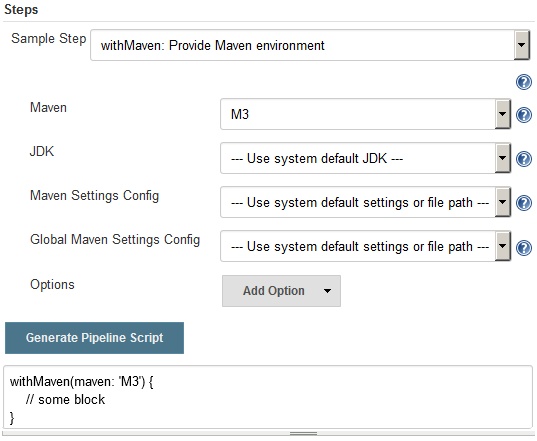 Steps
Sample Step withMaven: Provide Maven environment
Maven M3
JDK --- Use system default JDK ---
Maven Settings Config --- Use system default settings or file path ---
Global Maven Settings Config --- Use system default settings or file path ---
Options Add Option
Generate Pipeline Script
withMaven(maven: 'M3') {
// some block
}